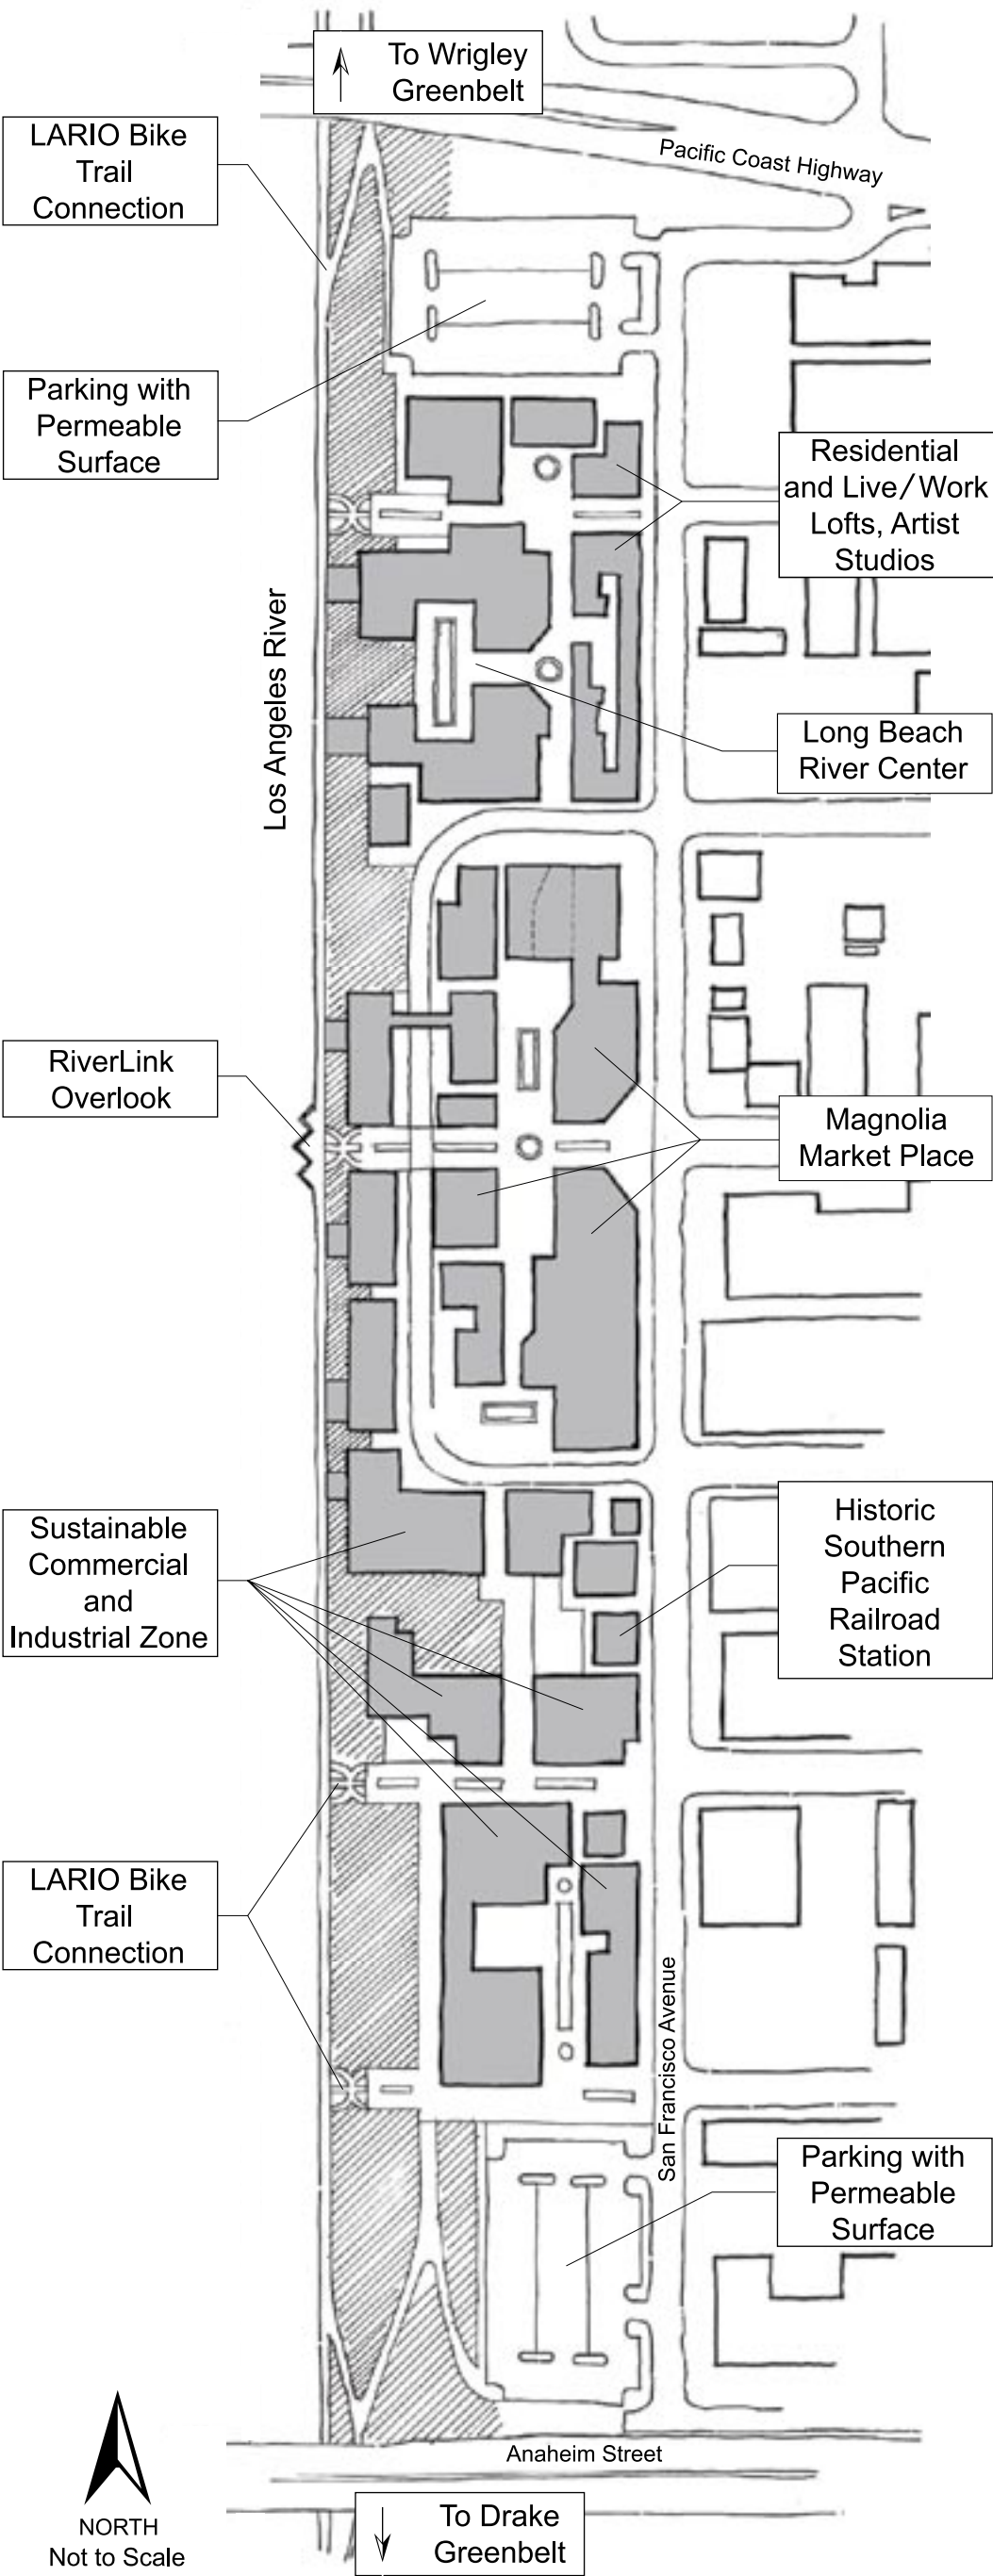 To Wrigley
Greenbelt
LARIO Bike
Trail
Connection
Pacific Coast Highway
Parking with
Permeable
Surface
Residential
and Live/Work
Lofts, Artist
Studios
Los Angeles River
Long Beach
River Center
RiverLink
Overlook
Magnolia
Market Place
Sustainable
Commercial
and
Industrial Zone
Historic
Southern
Pacific
Railroad
Station
LARIO Bike
Trail
Connection
San Francisco Avenue
Parking with
Permeable
Surface
Anaheim Street
NORTH
Not to Scale
To Drake
Greenbelt